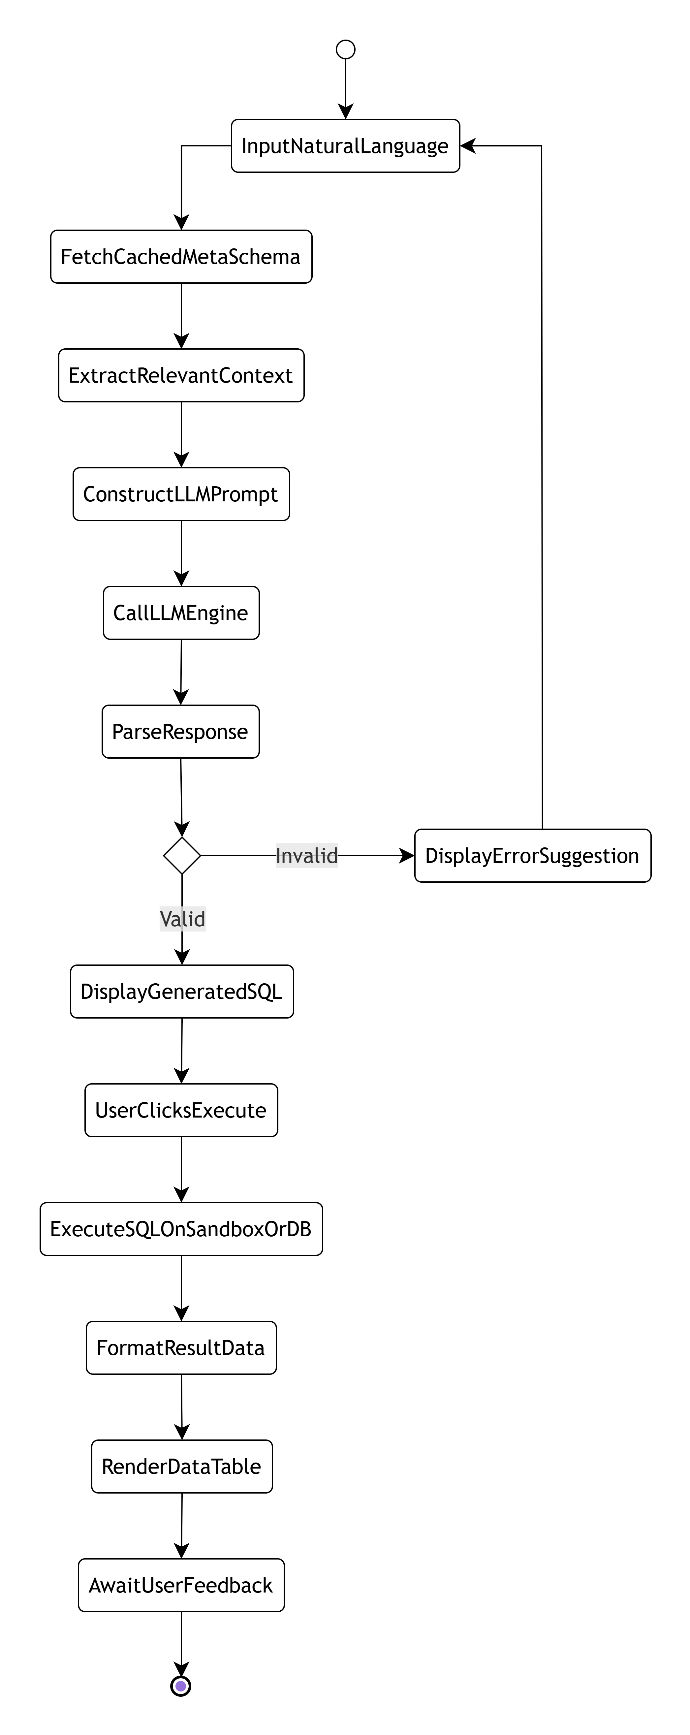 InputNaturalLanguage
FetchCachedMetaSchema
ExtractRelevantContext
ConstructLLMPrompt
CallLLMEngine
ParseResponse
Invalid
DisplayErrorSuggestion
Valid
DisplayGeneratedSQL
UserClicksExecute
ExecuteSQLOnSandboxOrDB
FormatResultData
RenderDataTable
AwaitUserFeedback